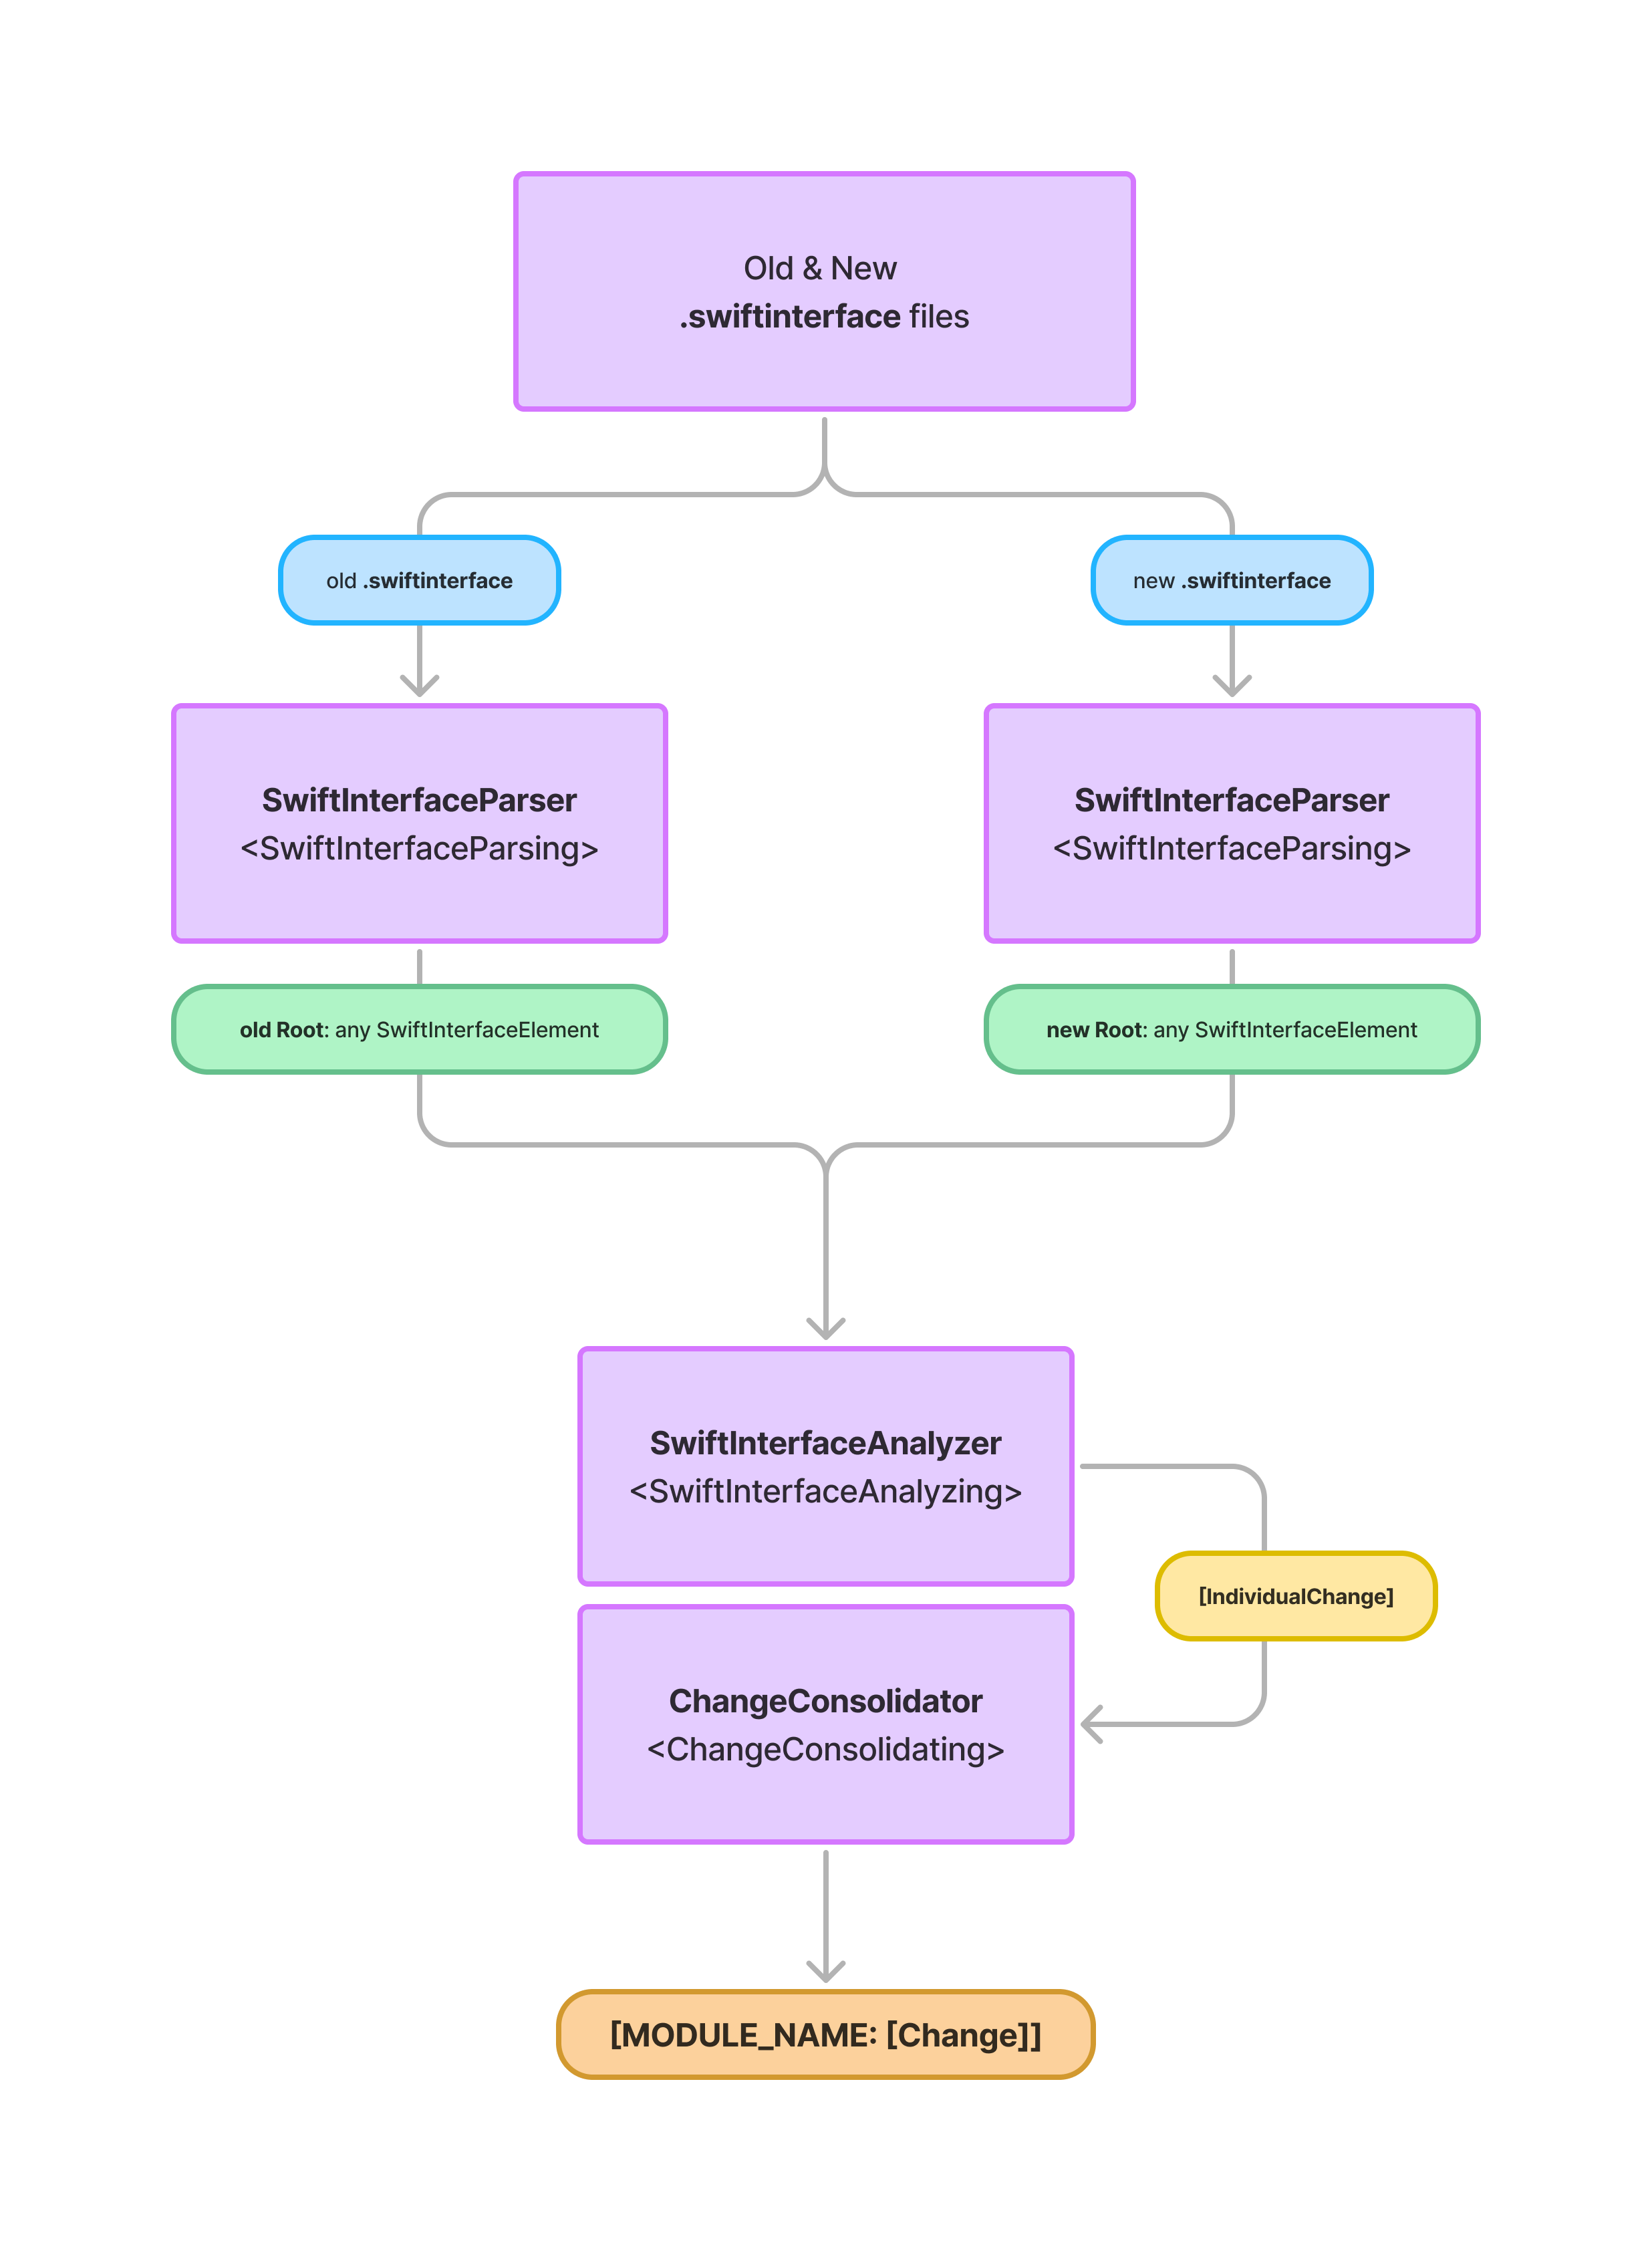 Old & New
.swiftinterface files
old .swiftinterface
new .swiftinterface
SwiftInterfaceParser
<SwiftInterfaceParsing>
SwiftInterfaceParser
<SwiftInterfaceParsing>
old Root: any SwiftInterfaceElement
new Root: any SwiftInterfaceElement
SwiftInterfaceAnalyzer
<SwiftInterfaceAnalyzing>
[IndividualChange]
ChangeConsolidator
<ChangeConsolidating>
[MODULE_NAME: [Change]]